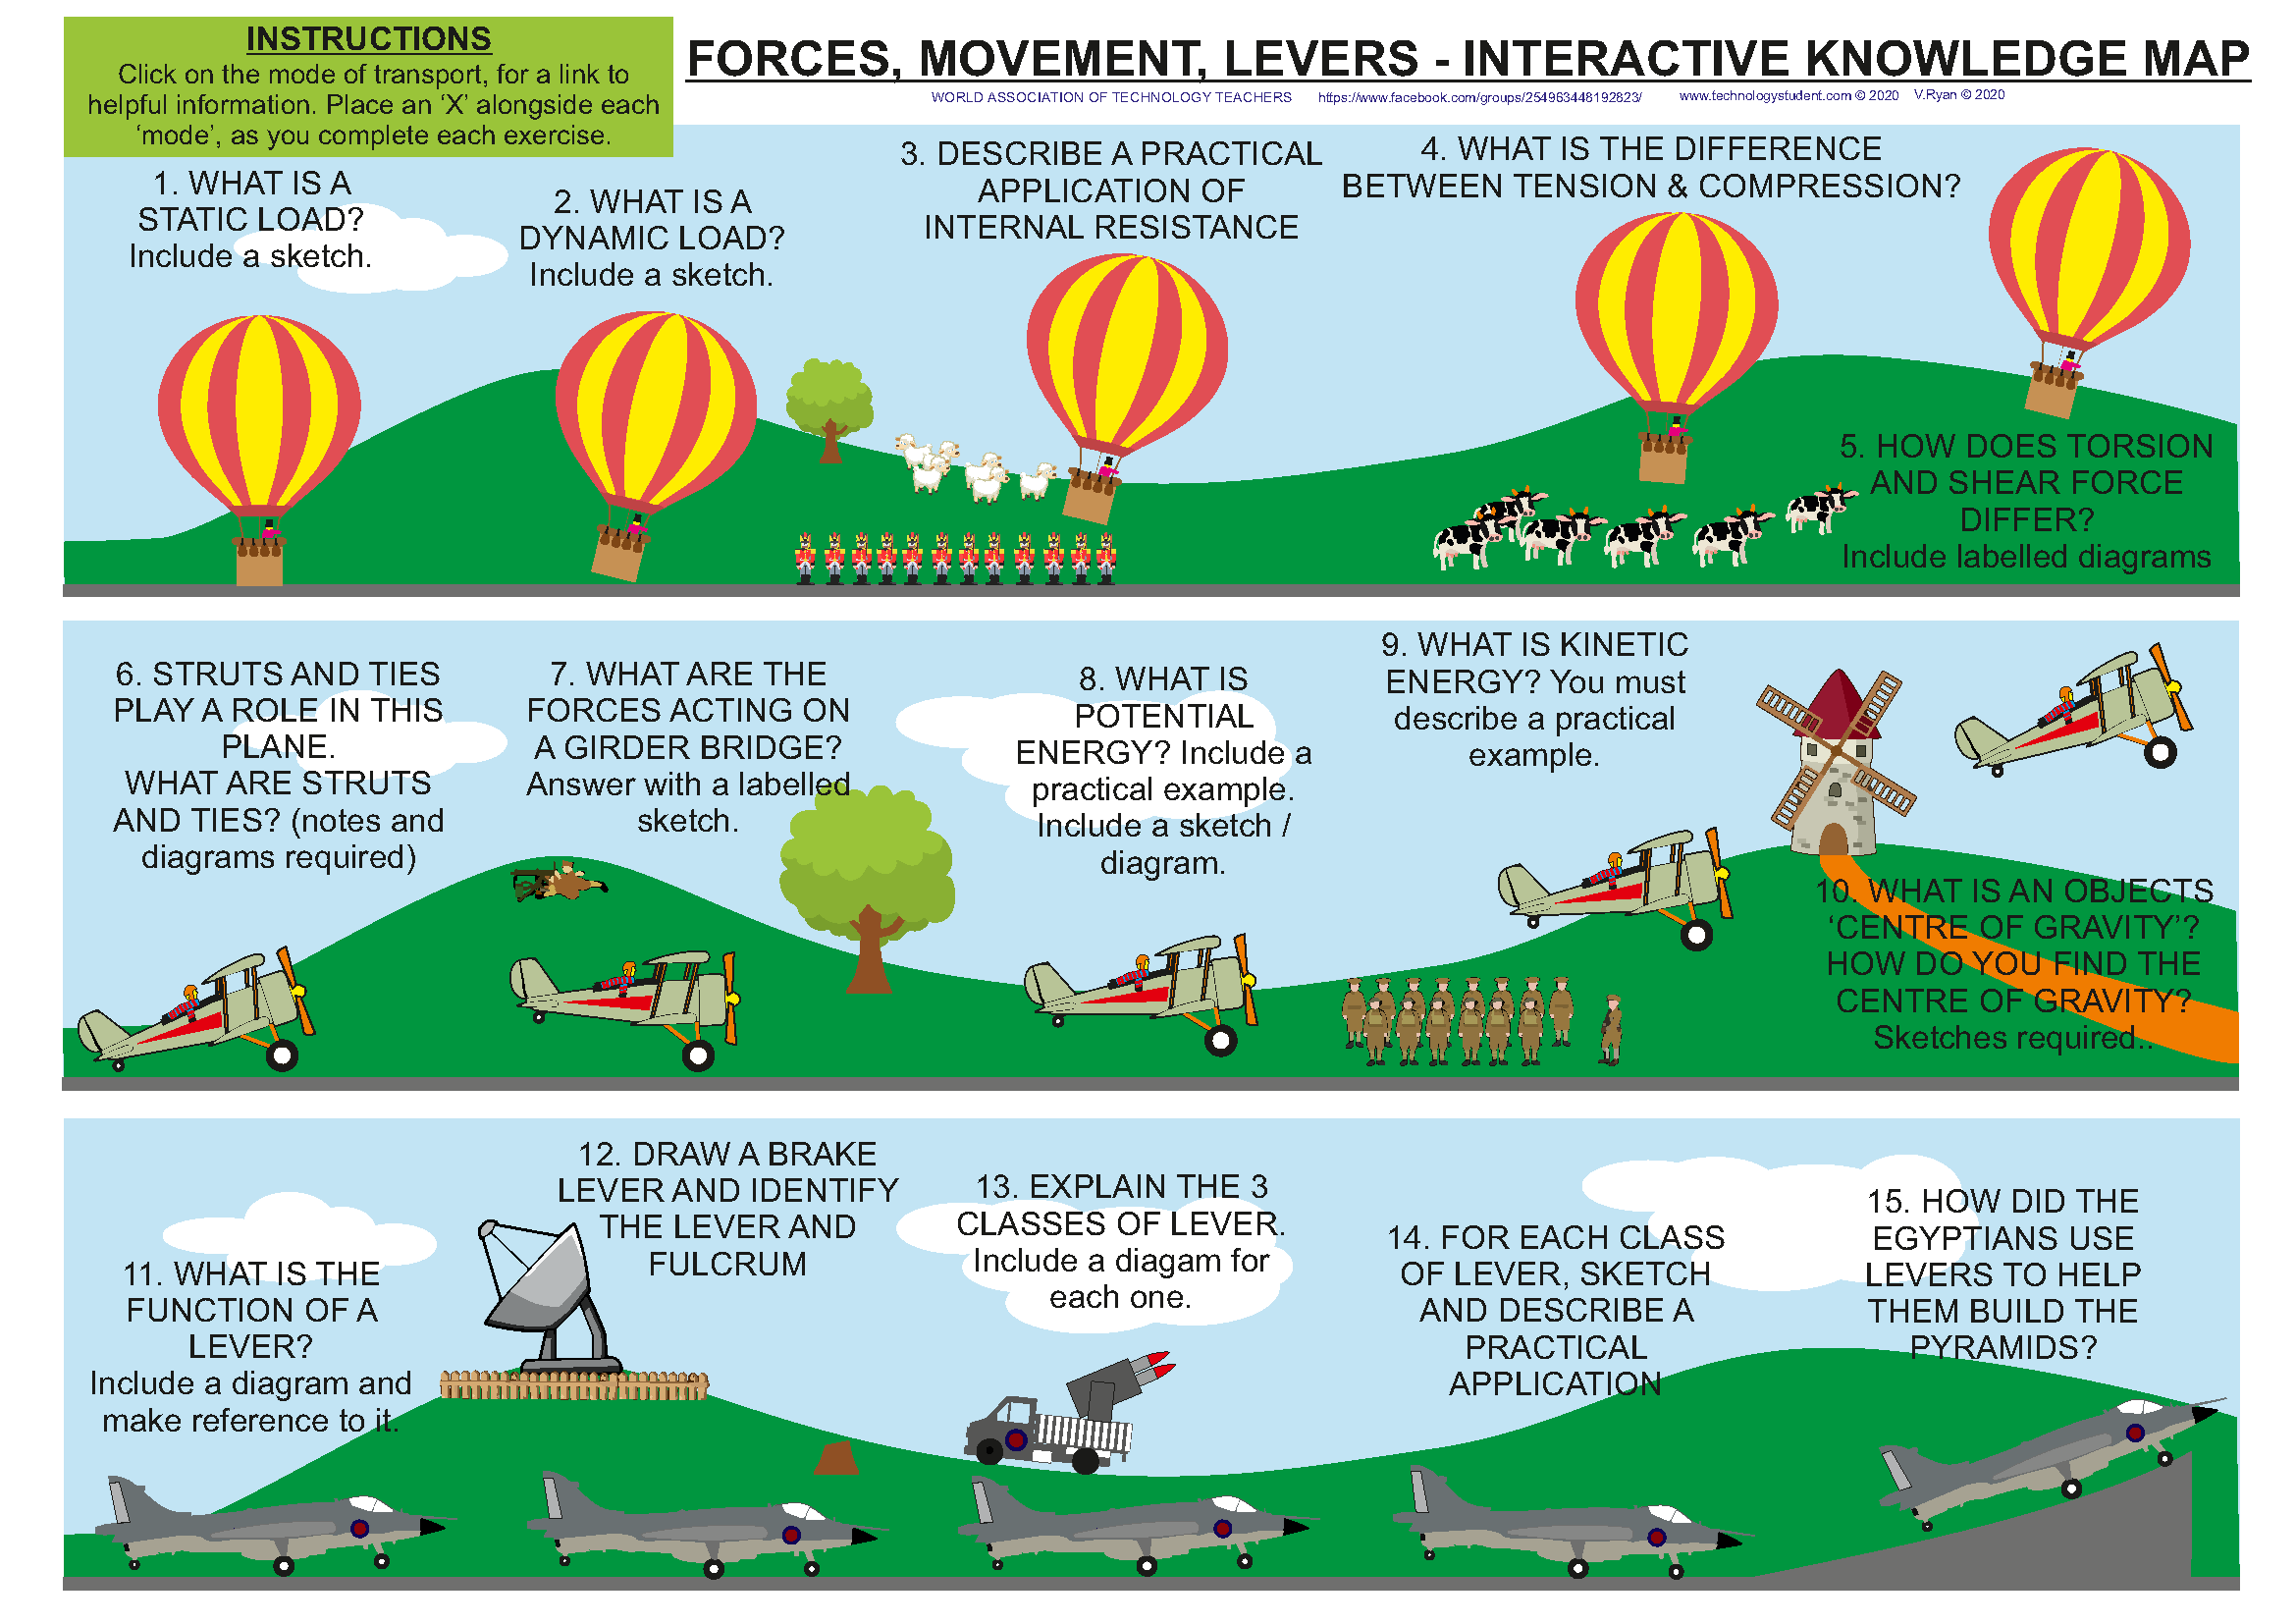 INSTRUCTIONS
Click on the mode of transport, for a link to
helpful information. Place an ‘X’ alongside each
‘mode’, as you complete each exercise.
FORCES, MOVEMENT, LEVERS - INTERACTIVE KNOWLEDGE MAP
WORLD ASSOCIATION OF TECHNOLOGY TEACHERS https://www.facebook.com/groups/254963448192823/ www.technologystudent.com © 2020 V.Ryan © 2020
1. WHAT IS A
STATIC LOAD?
Include a sketch.
2. WHAT IS A
DYNAMIC LOAD?
Include a sketch.
3. DESCRIBE A PRACTICAL
APPLICATION OF
INTERNAL RESISTANCE
4. WHAT IS THE DIFFERENCE
BETWEEN TENSION & COMPRESSION?
5. HOW DOES TORSION
AND SHEAR FORCE
DIFFER?
Include labelled diagrams
6. STRUTS AND TIES
PLAY A ROLE IN THIS
PLANE.
WHAT ARE STRUTS
AND TIES? (notes and
diagrams required)
7. WHAT ARE THE
FORCES ACTING ON
A GIRDER BRIDGE?
Answer with a labelled
sketch.
8. WHAT IS
POTENTIAL
ENERGY? Include a
practical example.
Include a sketch /
diagram.
9. WHAT IS KINETIC
ENERGY? You must
describe a practical
example.
10. WHAT IS AN OBJECTS
‘CENTRE OF GRAVITY’?
HOW DO YOU FIND THE
CENTRE OF GRAVITY?
Sketches required..
11. WHAT IS THE
FUNCTION OF A
LEVER?
Include a diagram and
make reference to it.
12. DRAW A BRAKE
LEVER AND IDENTIFY
THE LEVER AND
FULCRUM
13. EXPLAIN THE 3
CLASSES OF LEVER.
Include a diagam for
each one.
14. FOR EACH CLASS
OF LEVER, SKETCH
AND DESCRIBE A
PRACTICAL
APPLICATION
15. HOW DID THE
EGYPTIANS USE
LEVERS TO HELP
THEM BUILD THE
PYRAMIDS?